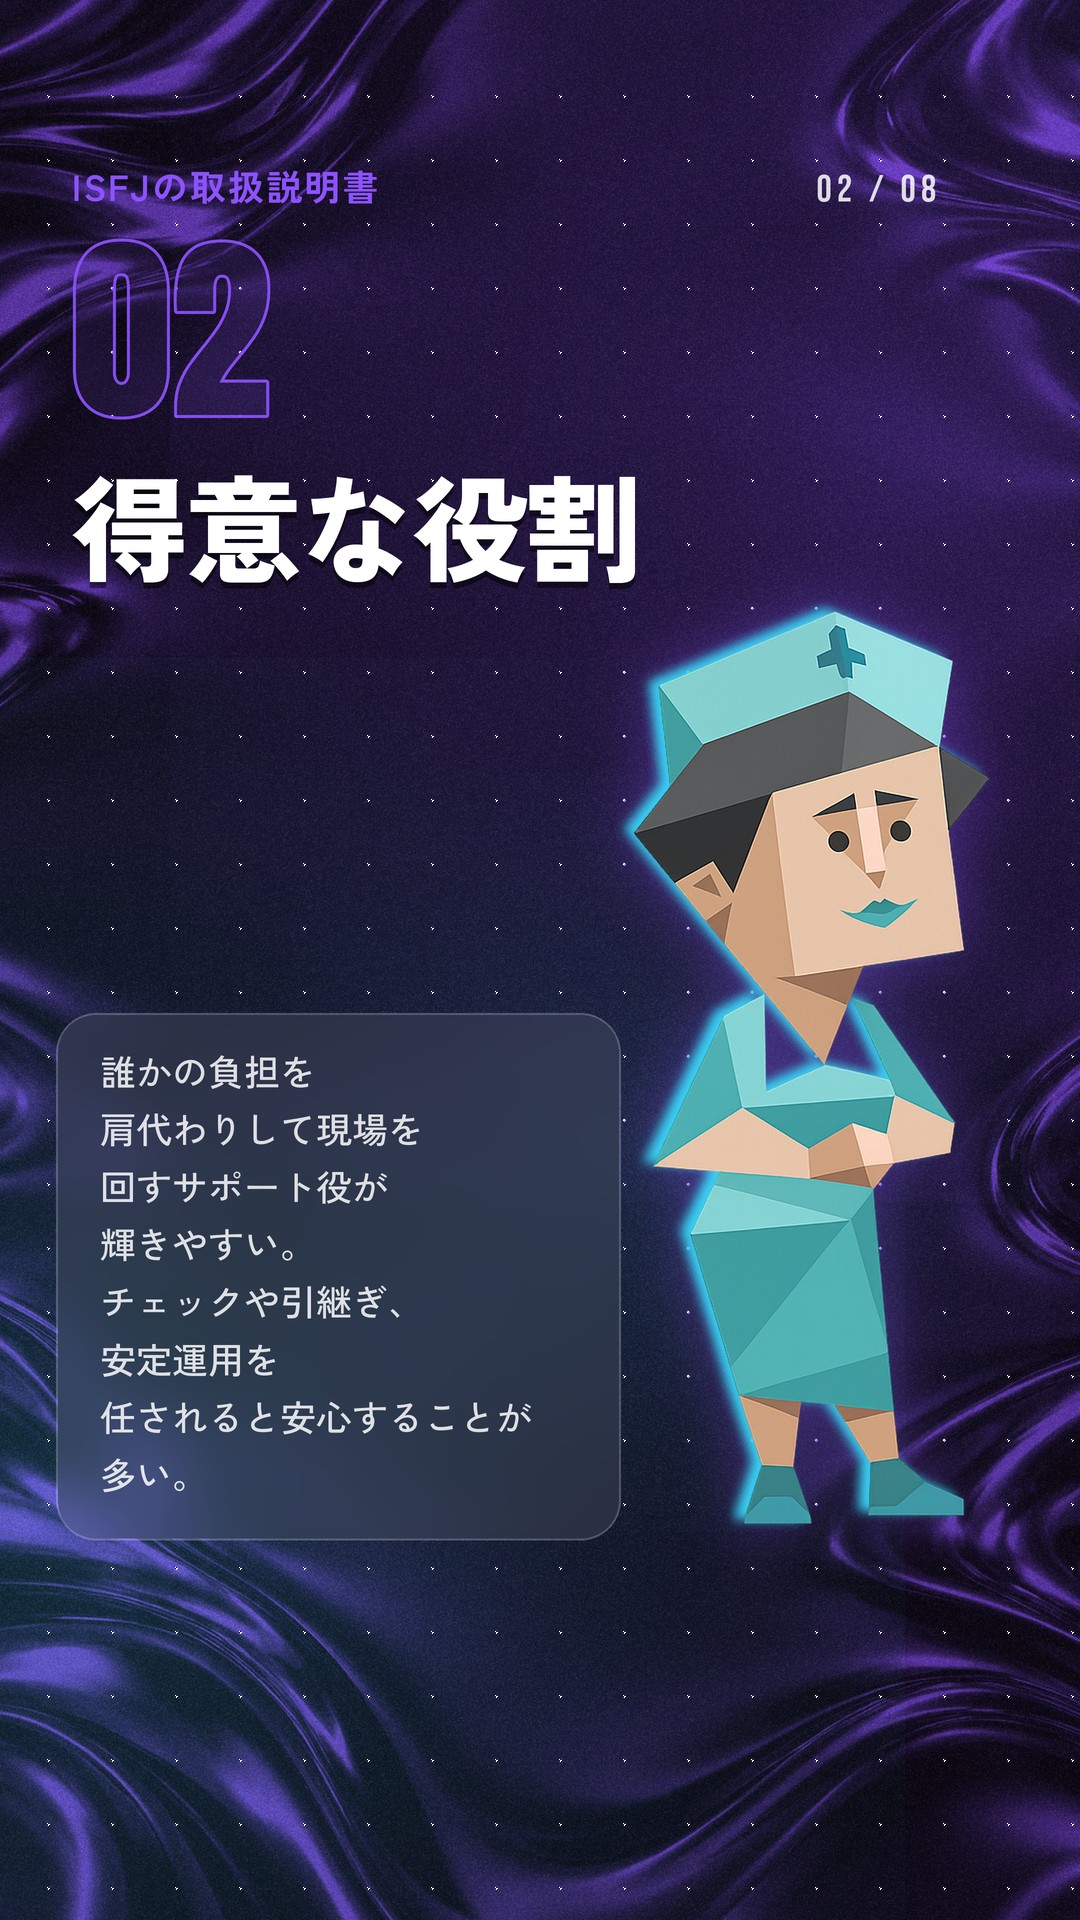 ISFJの取扱説明書
02 / 08
02
得意な役割
誰かの負担を
肩代わりして現場を
回すサポート役が
輝きやすい。
チェックや引継ぎ、
安定運用を
任されると安心することが
多い。